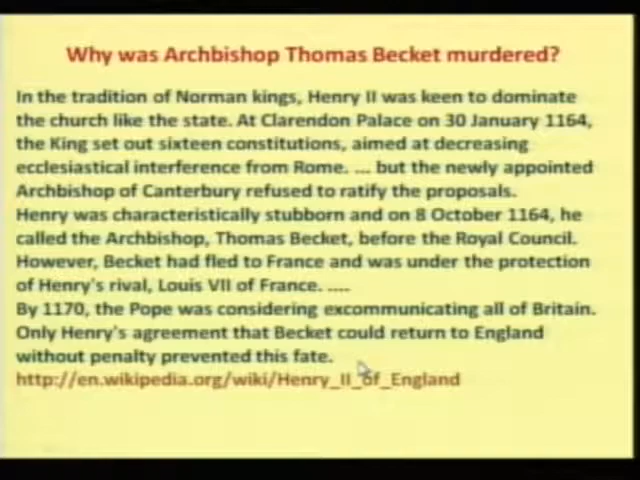 Why was Archbishop Thomas Becket murdered?
In the tradition of Norman kings, Henry II was keen to dominate
the church like the state. At Clarendon Palace on 30 January 1164,
the King set out sixteen constitutions, aimed at decreasing
ecclesiastical interference from Rome. ... but the newly appointed
Archbishop of Canterbury refused to ratify the proposals.
Henry was characteristically stubborn and on 8 October 1164, he
called the Archbishop, Thomas Becket, before the Royal Council.
However, Becket had fled to France and was under the protection
of Henry's rival, Louis VII of France. ....
By 1170, the Pope was considering excommunicating all of Britain.
Only Henry's agreement that Becket could return to England
without penalty prevented this fate.
http://en.wikipedia.org/wiki/Henry_II_of_England